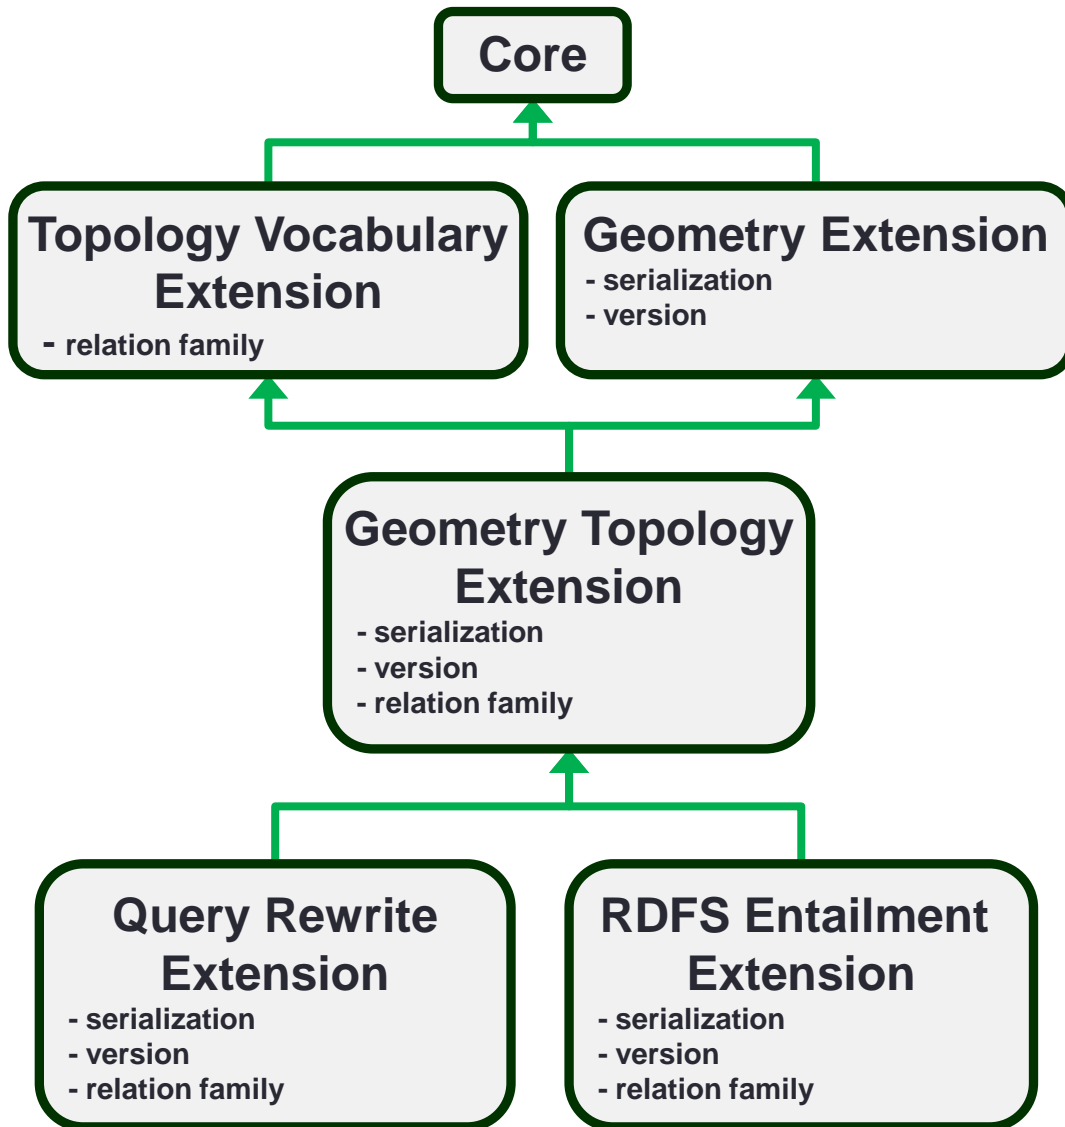 Core
Topology Vocabulary
Extension
- relation family
Geometry Extension
- serialization
- version
Geometry Topology
Extension
- serialization
- version
- relation family
Query Rewrite
Extension
- serialization
- version
- relation family
RDFS Entailment
Extension
- serialization
- version
- relation family